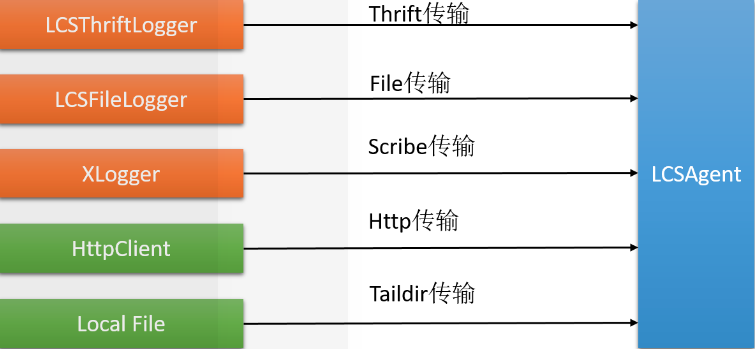 LCSThriftLogger
Thrift传输
LCSFileLogger
File传输
XLogger
Scribe传输
LCSAgent
HttpClient
Http传输
Local File
Taildir传输